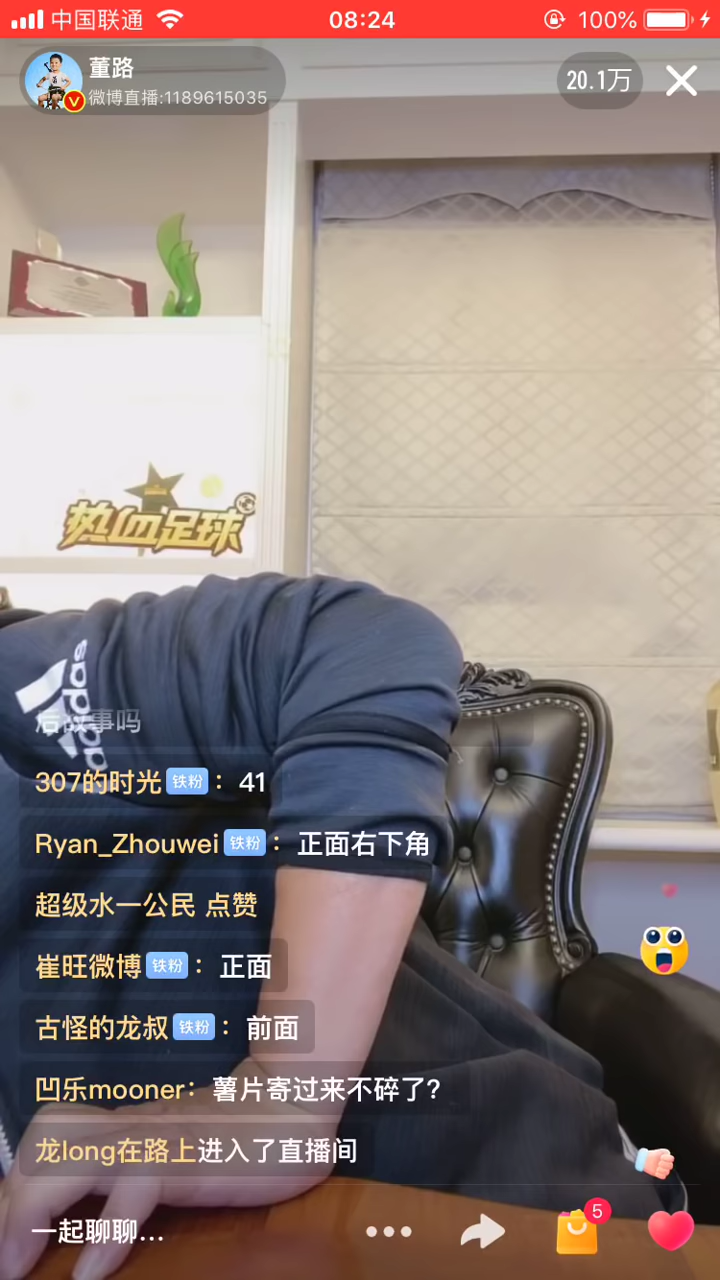 中国联通
08:24
100%
董路
微博直播:1189615035
20.1万
热血足球
adidas
后故事吗
307的时光 铁粉 : 41
Ryan_Zhouwei 铁粉 : 正面右下角
超级水一公民 点赞
崔旺微博 铁粉 : 正面
古怪的龙叔 铁粉 : 前面
凹乐mooner: 薯片寄过来不碎了?
龙long在路上进入了直播间
一起聊聊...
5